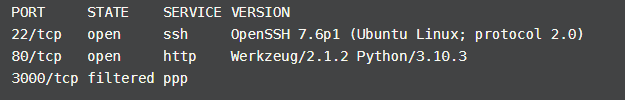 PORT STATE SERVICE VERSION
22/tcp open ssh OpenSSH 7.6p1 (Ubuntu Linux; protocol 2.0)
80/tcp open http Werkzeug/2.1.2 Python/3.10.3
3000/tcp filtered ppp